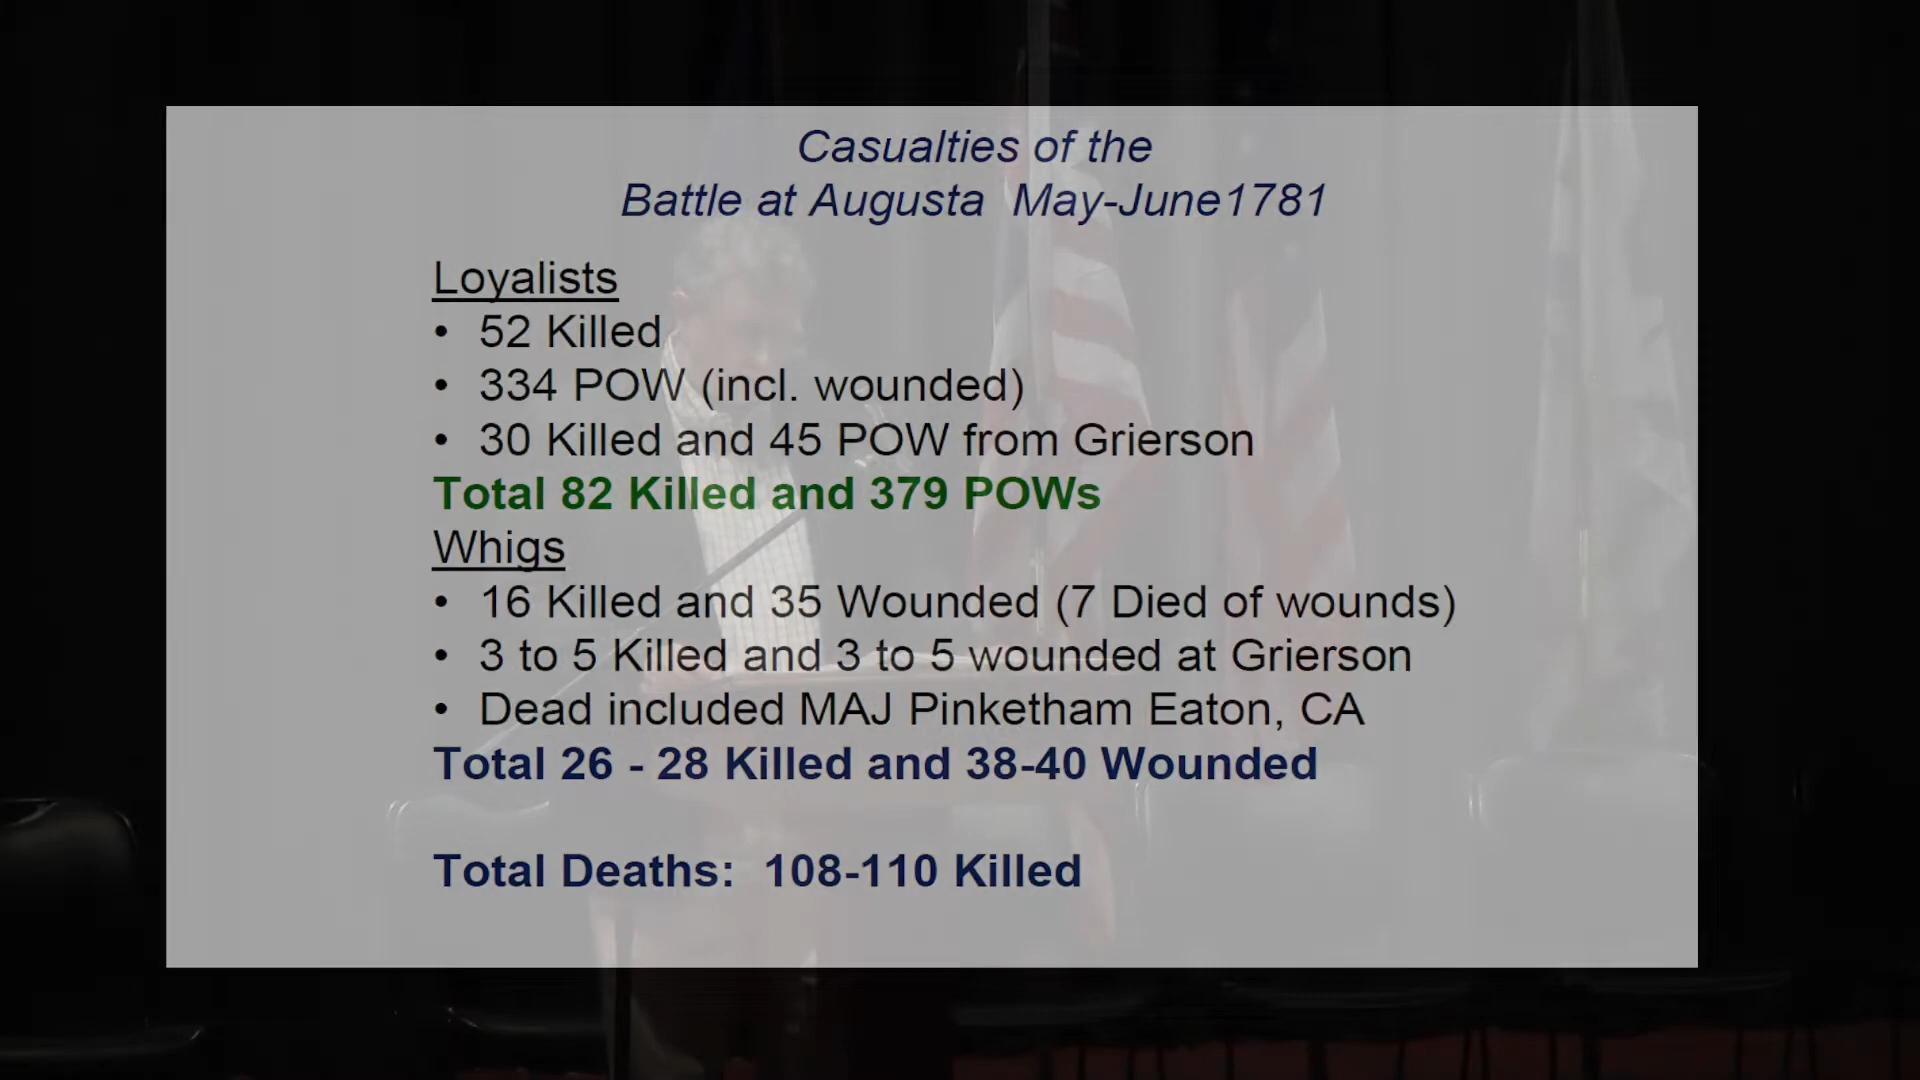 Casualties of the
Battle at Augusta  May-June1781
Loyalists
• 52 Killed
• 334 POW (incl. wounded)
• 30 Killed and 45 POW from Grierson
Total 82 Killed and 379 POWs
Whigs
• 16 Killed and 35 Wounded (7 Died of wounds)
• 3 to 5 Killed and 3 to 5 wounded at Grierson
• Dead included MAJ Pinketham Eaton, CA
Total 26 - 28 Killed and 38-40 Wounded
Total Deaths:  108-110 Killed